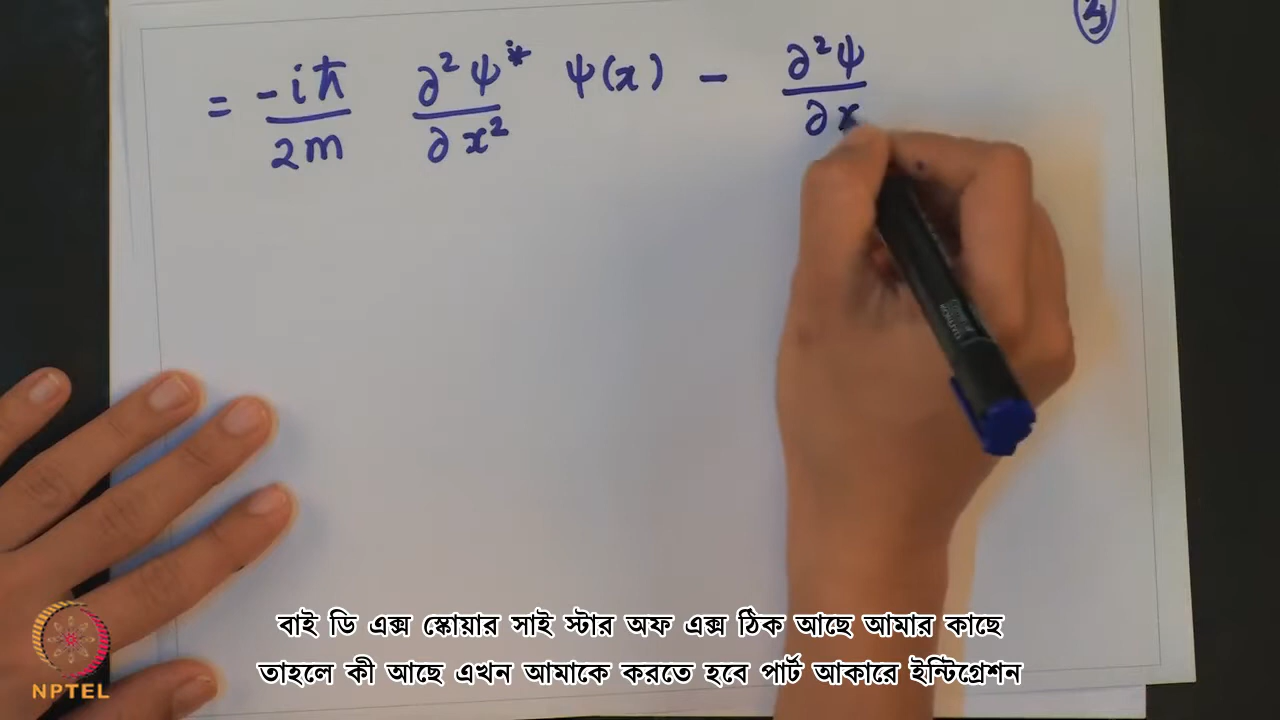 3
= -iħ/2m ∂²ψ*/∂x² ψ(x) - ∂²ψ/∂x
বাই ডি এক্স স্কোয়ার সাই স্টার অফ এক্স ঠিক আছে আমার কাছে
তাহলে কী আছে এখন আমাকে করতে হবে পার্ট আকারে ইন্টিগ্রেশন
NPTEL